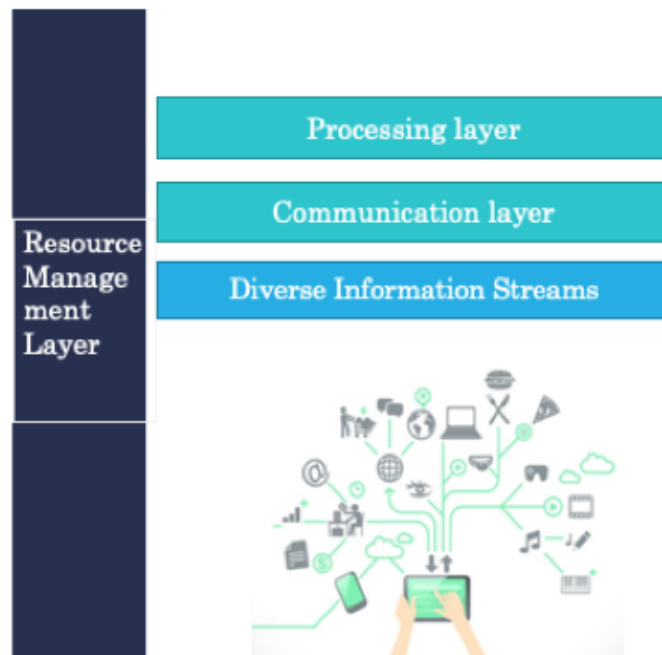 Processing layer
Communication layer
Diverse Information Streams
Resource
Manage
ment
Layer
@
$